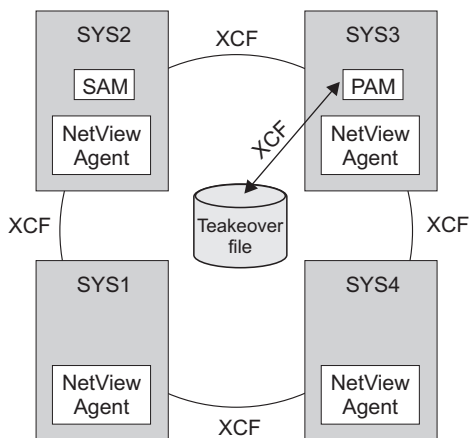 SYS2
XCF
SYS3
SAM
PAM
NetView
Agent
XCF
NetView
Agent
XCF
Teakeover
file
XCF
SYS1
SYS4
NetView
Agent
NetView
Agent
XCF